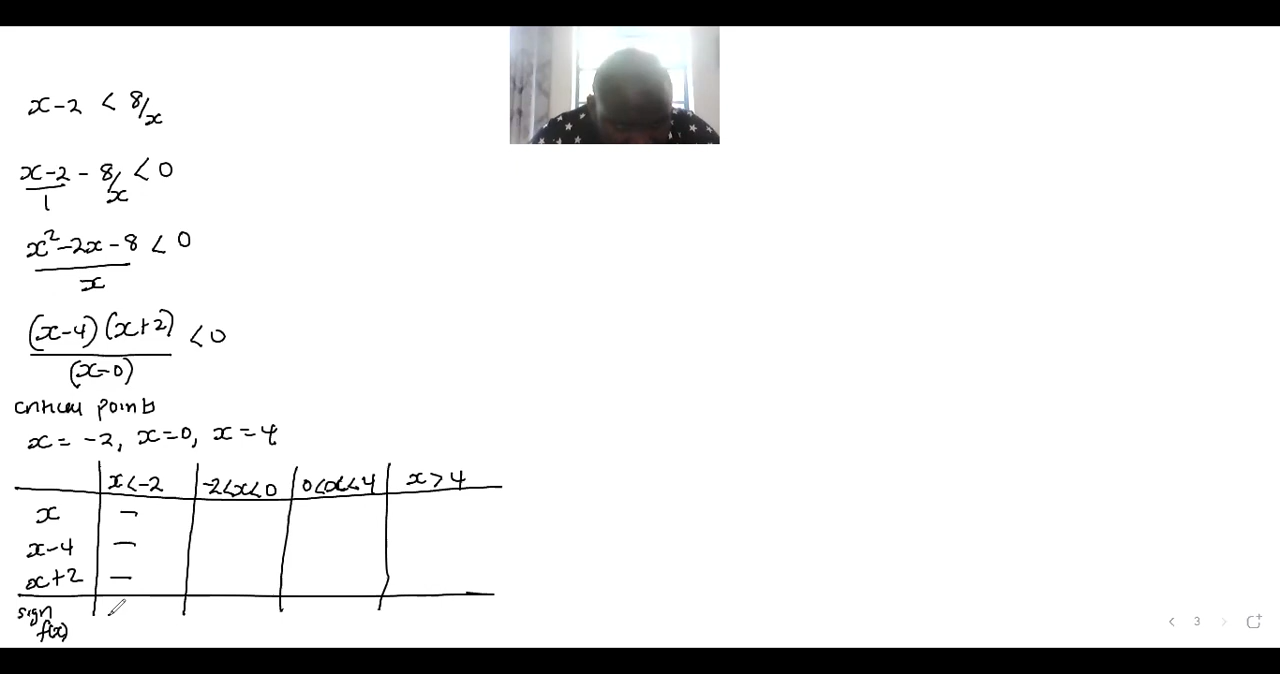 x-2 < 8/x
x-2/1 - 8/x < 0
x²-2x-8/x < 0
(x-4)(x+2)/(x-0) < 0
critical points
x = -2, x=0, x=4
x<-2 -2<x<0 0<x<4 x>4
x -
x-4 -
x+2 -
sign
f(x)
3